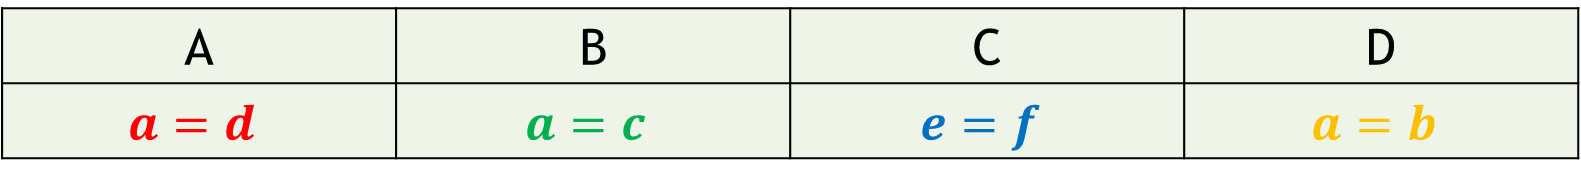 A B C D
a = d a = c e = f a = b